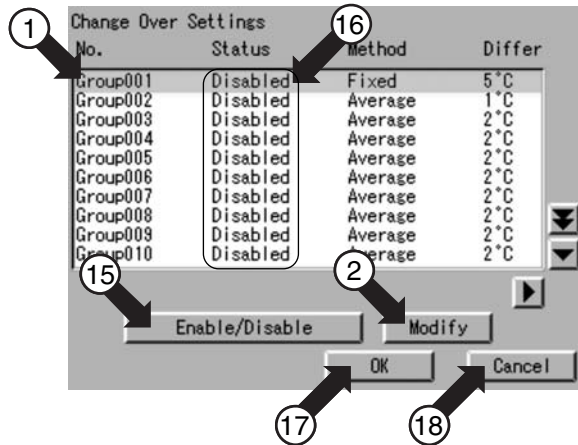 Change Over Settings
16
1
No. Status Method Differ
Group001 Disabled Fixed 5°C
Group002 Disabled Average 1°C
Group003 Disabled Average 2°C
Group004 Disabled Average 2°C
Group005 Disabled Average 2°C
Group006 Disabled Average 2°C
Group007 Disabled Average 2°C
Group008 Disabled Average 2°C
Group009 Disabled Average 2°C
Group010 Disabled Average 2°C
15
2
Enable/Disable Modify
OK Cancel
17
18